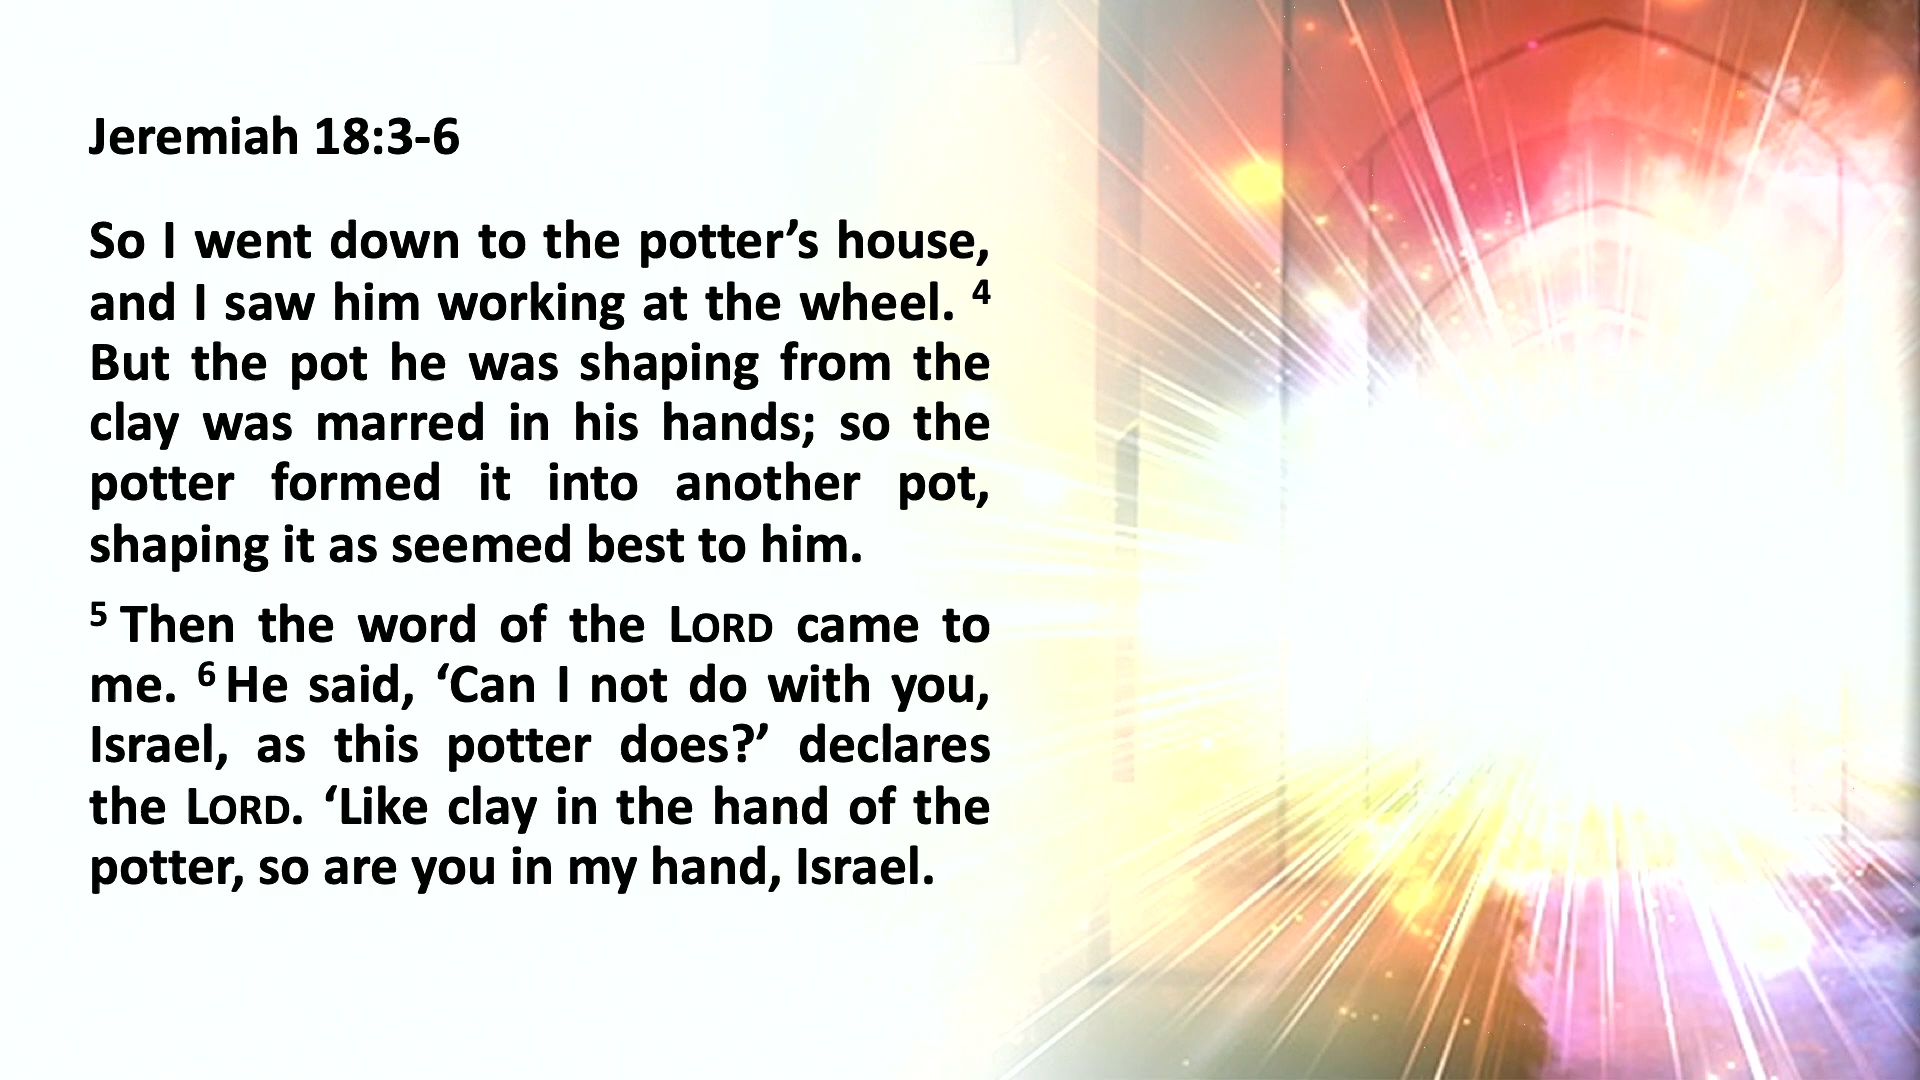 Jeremiah 18:3-6
So I went down to the potter’s house,
and I saw him working at the wheel. 4
But the pot he was shaping from the
clay was marred in his hands; so the
potter formed it into another pot,
shaping it as seemed best to him.
5 Then the word of the LORD came to
me. 6 He said, ‘Can I not do with you,
Israel, as this potter does?’ declares
the LORD. ‘Like clay in the hand of the
potter, so are you in my hand, Israel.